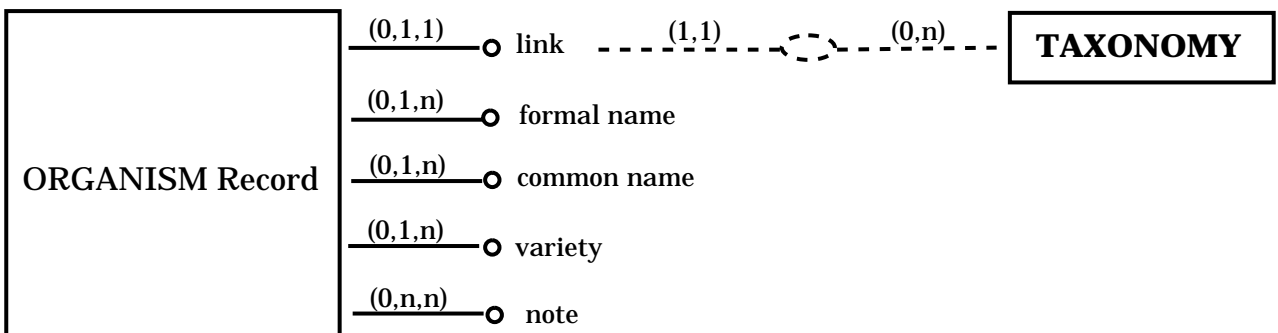 (0,1,1) link (1,1) (0,n) TAXONOMY
(0,1,n) formal name
ORGANISM Record (0,1,n) common name
(0,1,n) variety
(0,n,n) note